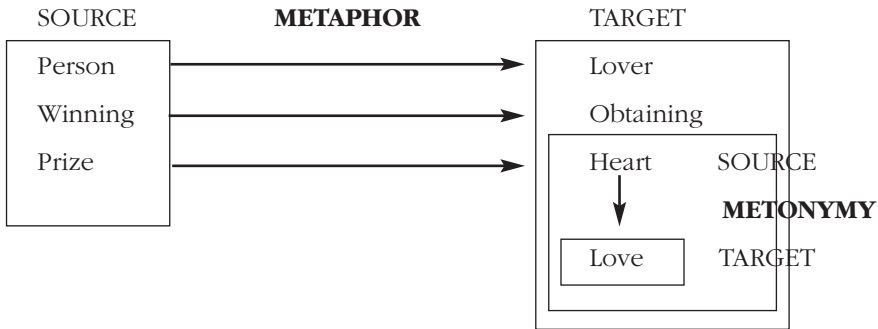 SOURCE METAPHOR TARGET
Person Lover
Winning Obtaining
Prize Heart SOURCE
METONYMY
Love TARGET